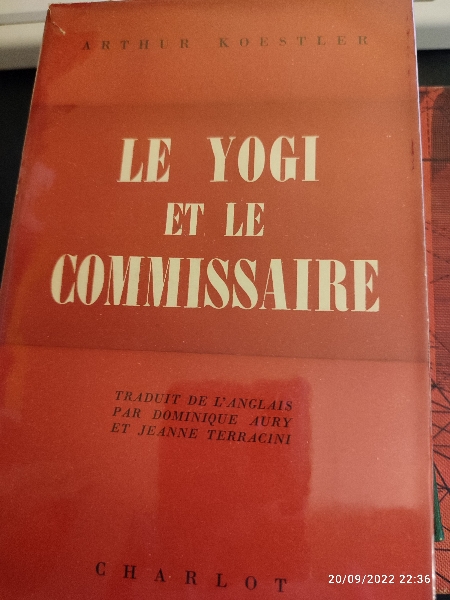 ARTHUR KOESTLER
LE YOGI
ET LE
COMMISSAIRE
TRADUIT DE L'ANGLAIS
PAR DOMINIQUE AURY
ET JEANNE TERRACINI
CHARLOT
20/09/2022 22:36